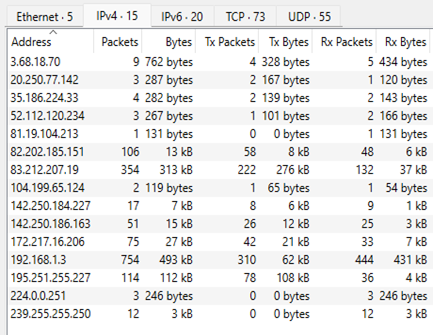 Ethernet · 5 IPv4 · 15 IPv6 · 20 TCP · 73 UDP · 55
Address Packets Bytes Tx Packets Tx Bytes Rx Packets Rx Bytes
3.68.18.70 9 762 bytes 4 328 bytes 5 434 bytes
20.250.77.142 3 287 bytes 2 167 bytes 1 120 bytes
35.186.224.33 4 282 bytes 2 139 bytes 2 143 bytes
52.112.120.234 3 267 bytes 1 101 bytes 2 166 bytes
81.19.104.213 1 131 bytes 0 0 bytes 1 131 bytes
82.202.185.151 106 13 kB 58 8 kB 48 6 kB
83.212.207.19 354 313 kB 222 276 kB 132 37 kB
104.199.65.124 2 119 bytes 1 65 bytes 1 54 bytes
142.250.184.227 17 7 kB 8 6 kB 9 1 kB
142.250.186.163 51 15 kB 26 12 kB 25 3 kB
172.217.16.206 75 27 kB 42 21 kB 33 7 kB
192.168.1.3 754 493 kB 310 62 kB 444 431 kB
195.251.255.227 114 112 kB 78 108 kB 36 4 kB
224.0.0.251 3 246 bytes 0 0 bytes 3 246 bytes
239.255.255.250 12 3 kB 0 0 bytes 12 3 kB